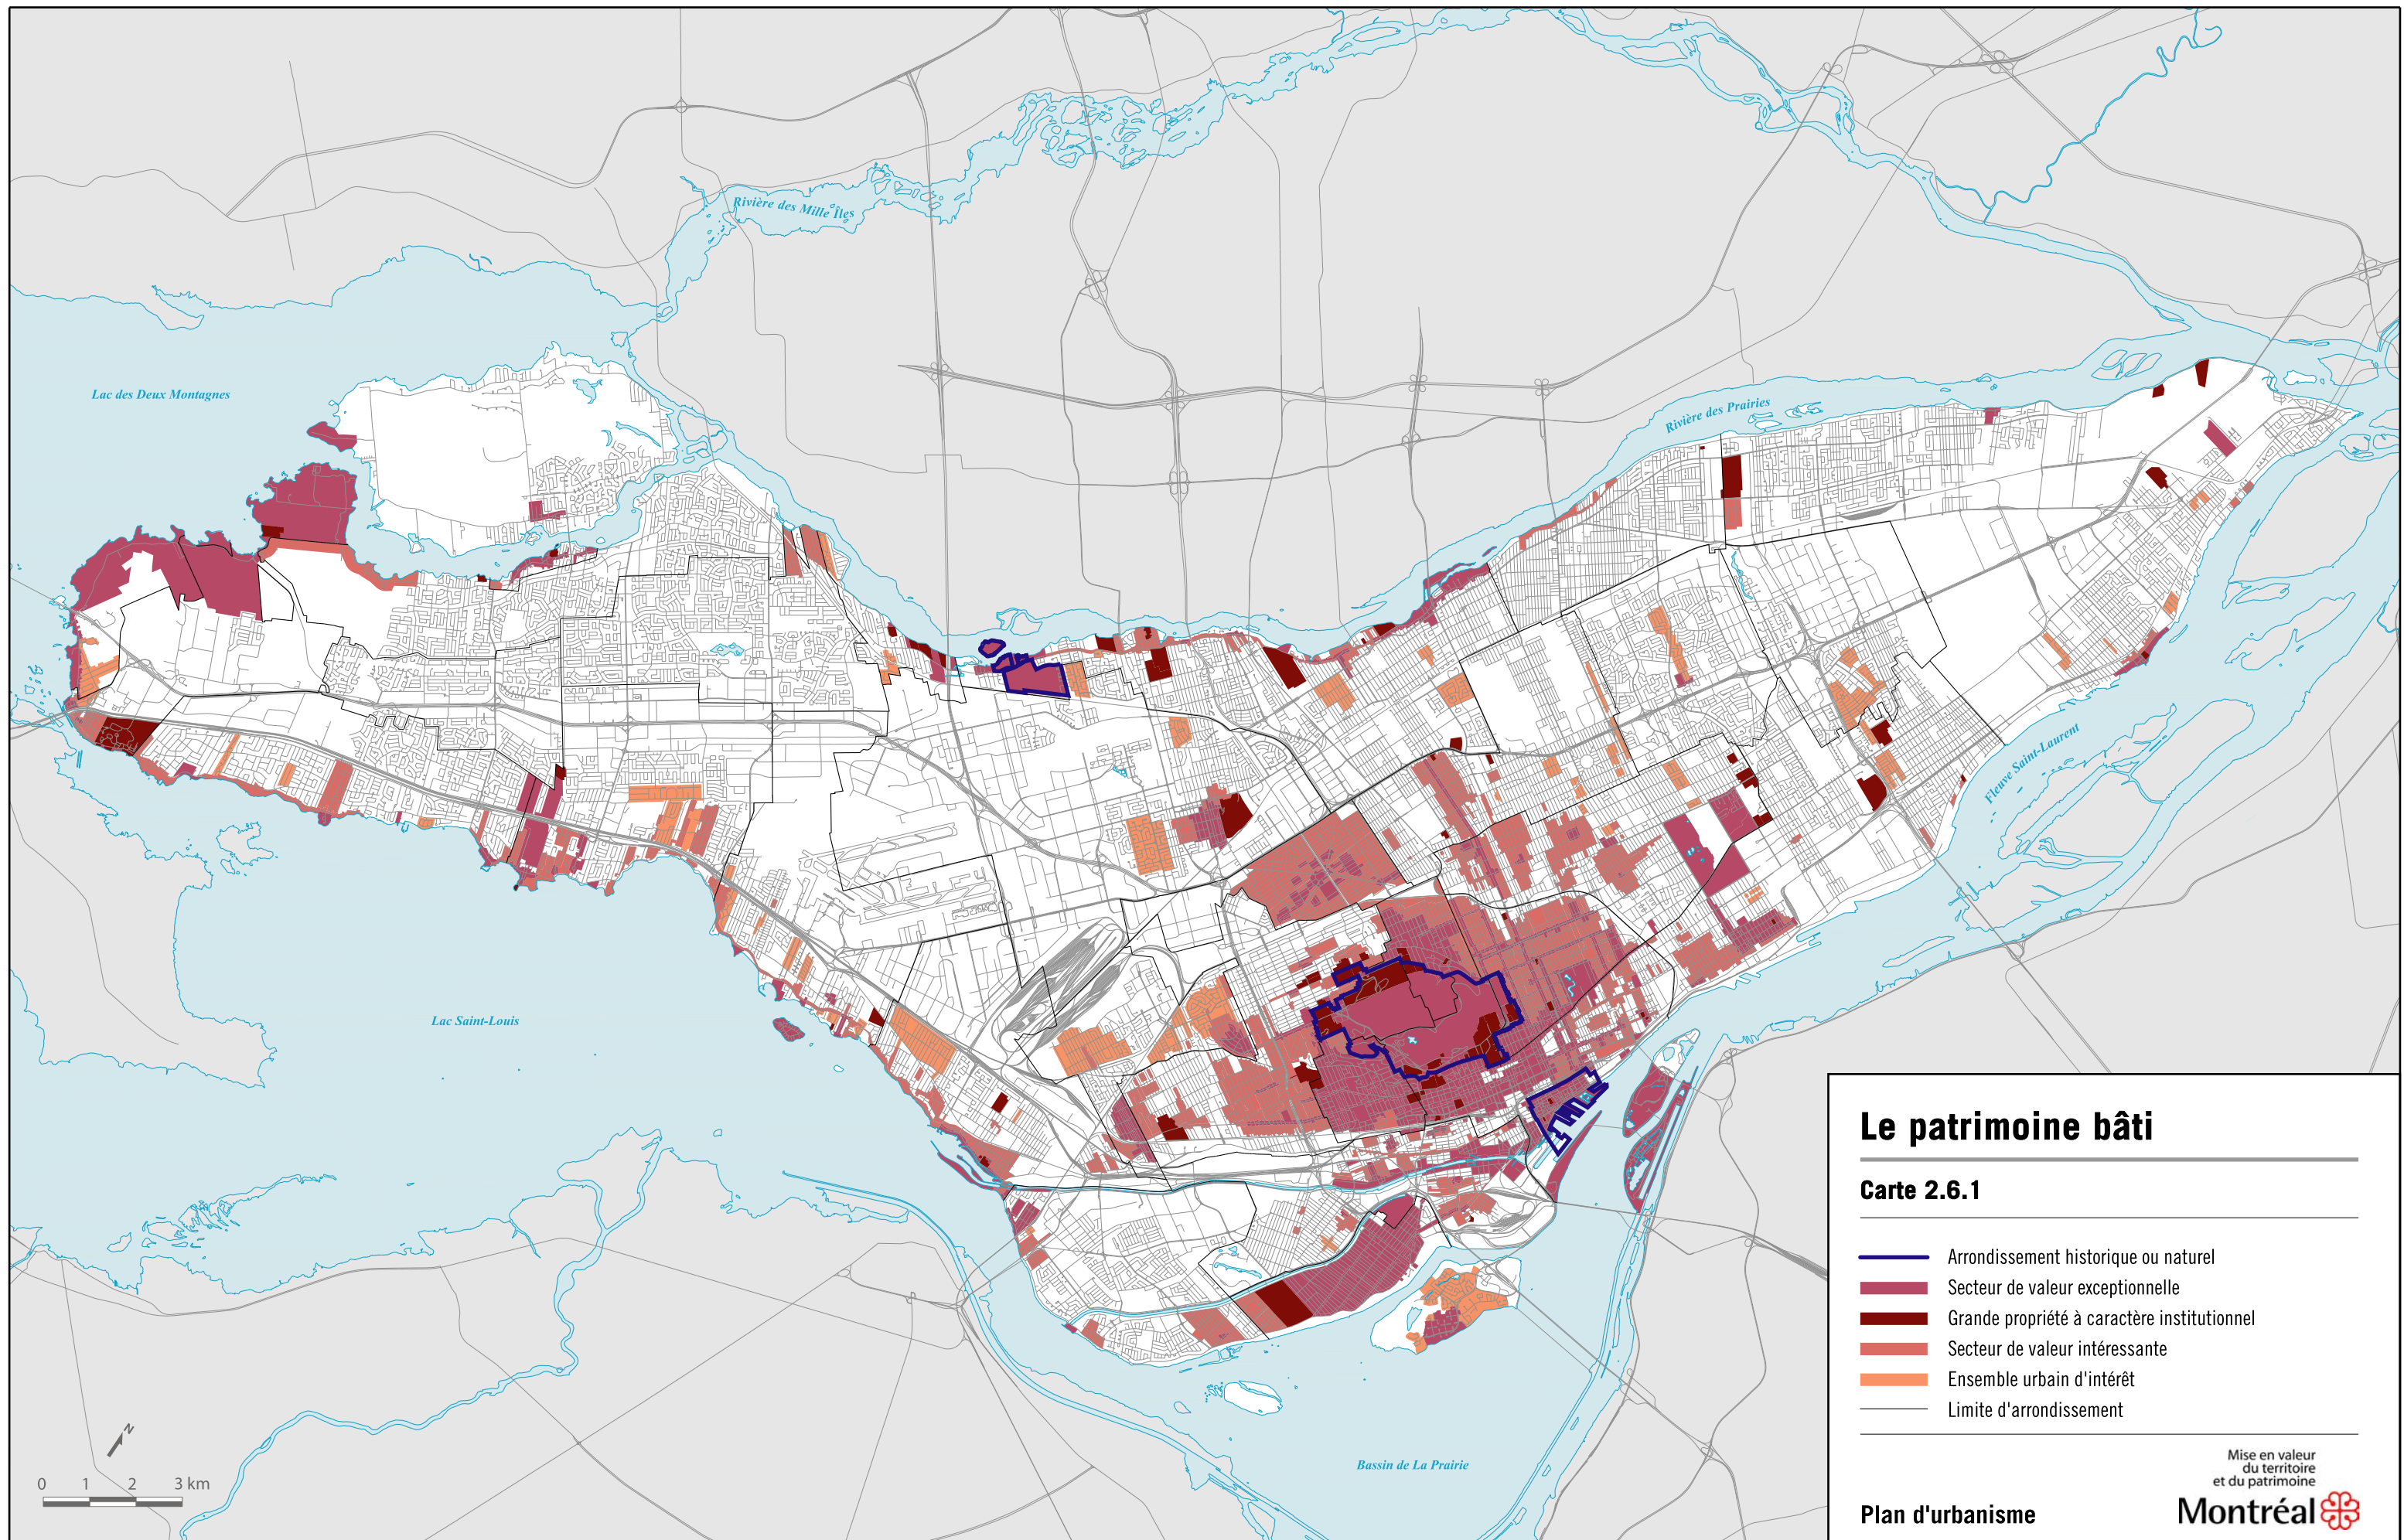 Rivière des Mille Îles
Lac des Deux Montagnes
Rivière des Prairies
Fleuve Saint-Laurent
Lac Saint-Louis
Bassin de La Prairie
N
0 1 2 3 km
Le patrimoine bâti
Carte 2.6.1
Arrondissement historique ou naturel
Secteur de valeur exceptionnelle
Grande propriété à caractère institutionnel
Secteur de valeur intéressante
Ensemble urbain d'intérêt
Limite d'arrondissement
Mise en valeur
du territoire
et du patrimoine
Plan d'urbanisme
Montréal